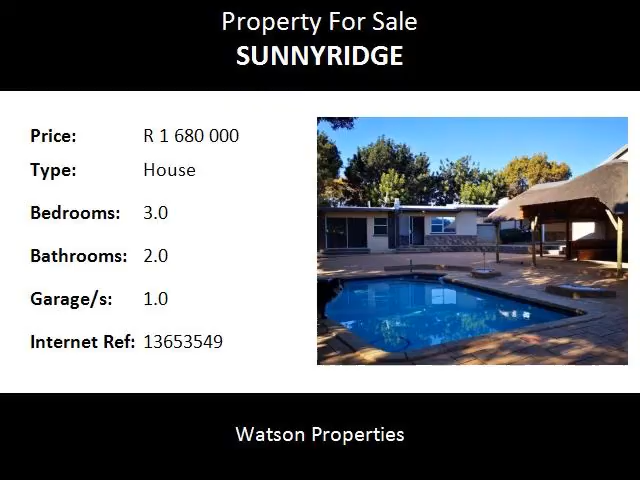 Property For Sale
SUNNYRIDGE
Price: R 1 680 000
Type: House
Bedrooms: 3.0
Bathrooms: 2.0
Garage/s: 1.0
Internet Ref: 13653549
Watson Properties